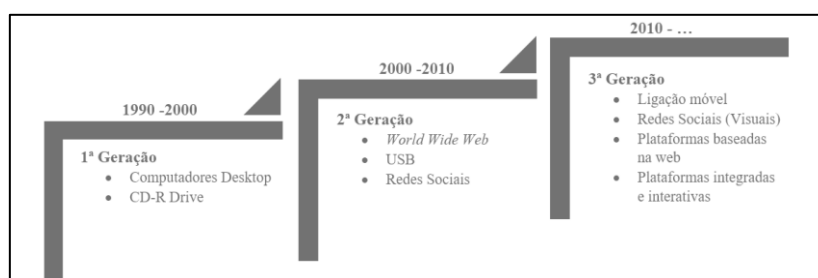 1990 -2000
1ª Geração
• Computadores Desktop
• CD-R Drive
2000 -2010
2ª Geração
• World Wide Web
• USB
• Redes Sociais
2010 - …
3ª Geração
• Ligação móvel
• Redes Sociais (Visuais)
• Plataformas baseadas
na web
• Plataformas integradas
e interativas